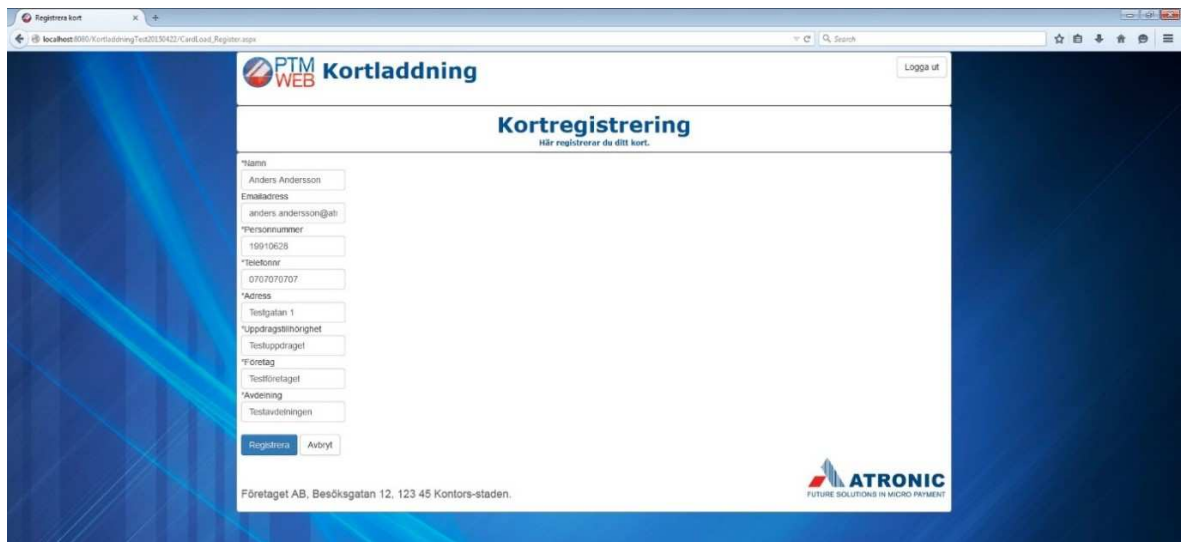 Registrera kort
localhost:8080/KortladdningTest20150422/CardLoad_Register.aspx
Search
PTM WEB Kortladdning
Logga ut
Kortregistrering
Här registrerar du ditt kort.
*Namn
Anders Andersson
Emailadress
anders.andersson@atr
*Personnummer
19910628
*Telefonnr
0707070707
*Adress
Testgatan 1
*Uppdragstillhörighet
Testuppdraget
*Företag
Testföretaget
*Avdelning
Testavdelningen
Registrera Avbryt
ATRONIC
FUTURE SOLUTIONS IN MICRO PAYMENT
Företaget AB, Besöksgatan 12, 123 45 Kontors-staden.